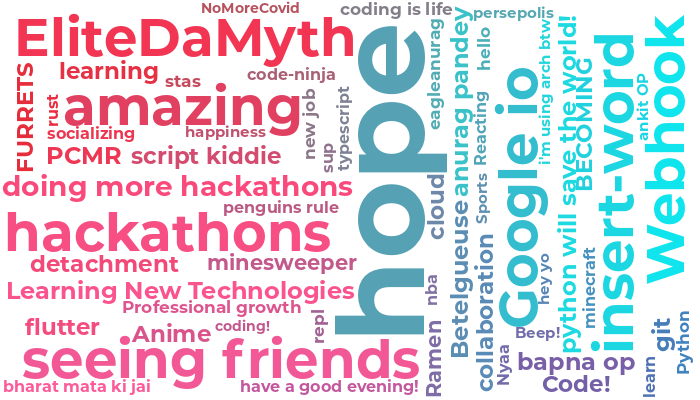 NoMoreCovid
coding is life
persepolis
EliteDaMyth
learning
code-ninja
stas
FURRETS
rust
amazing
socializing
happiness
new job
typescript
sup
PCMR
script kiddie
doing more hackathons
penguins rule
hackathons
detachment
minesweeper
Learning New Technologies
Professional growth
flutter
Anime
coding!
repl
seeing friends
bharat mata ki jai
have a good evening!
hope
eagleanurag
anurag pandey
hello
cloud
Betelgueuse
Sports
Reacting
collaboration
nba
Ramen
Nyaa
Google io
hey yo
i'm using arch btw
python will save the world!
BECOMING
minecraft
insert-word
ankit OP
Webhook
Beep!
bapna op
Code!
learn
git
Python